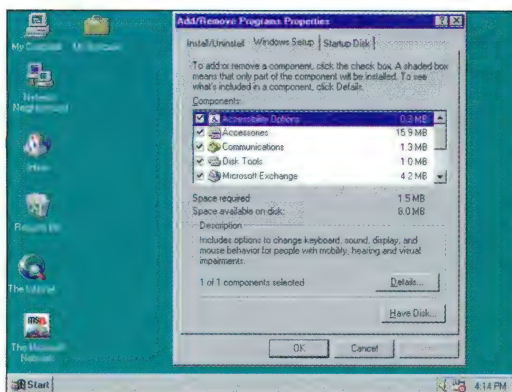 My Computer
My Briefcase
Network
Neighborhood
Inbox
Recycle Bin
The Internet
msn
The Microsoft
Network
Add/Remove Programs Properties
Install/Uninstall
Windows Setup
Startup Disk
To add or remove a component, click the check box. A shaded box
means that only part of the component will be installed. To see
what's included in a component, click Details.
Components:
Accessibility Options 0.3 MB
Accessories 15.9 MB
Communications 1.3 MB
Disk Tools 1.0 MB
Microsoft Exchange 4.2 MB
Space required 1.5 MB
Space available on disk: 8.0 MB
Description
Includes options to change keyboard, sound, display, and
mouse behavior for people with mobility, hearing and visual
impairments.
1 of 1 components selected
Details...
Have Disk...
OK
Cancel
Start
4:14 PM